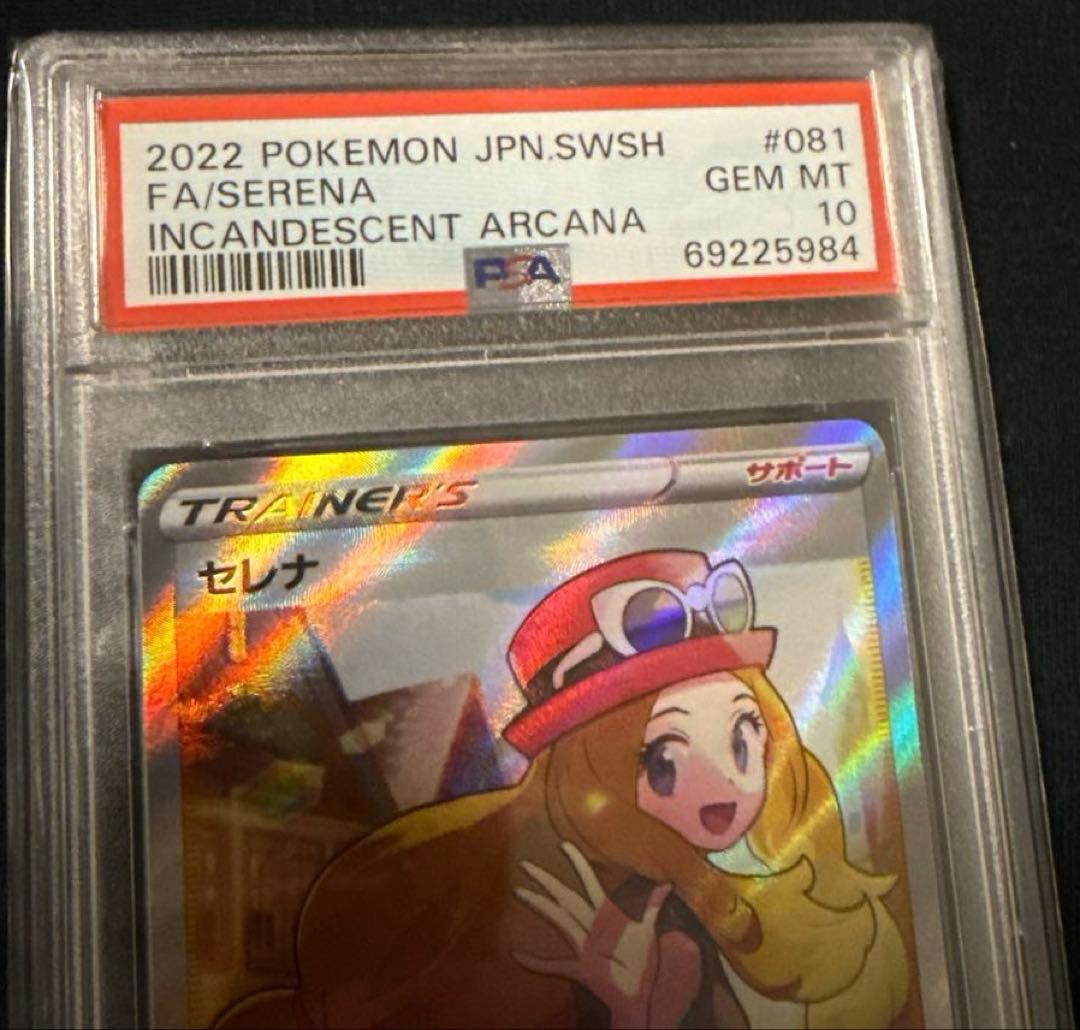 2022 POKEMON JPN.SWSH #081
FA/SERENA GEM MT
INCANDESCENT ARCANA 10
PSA 69225984
TRAINER'S サポート
セレナ